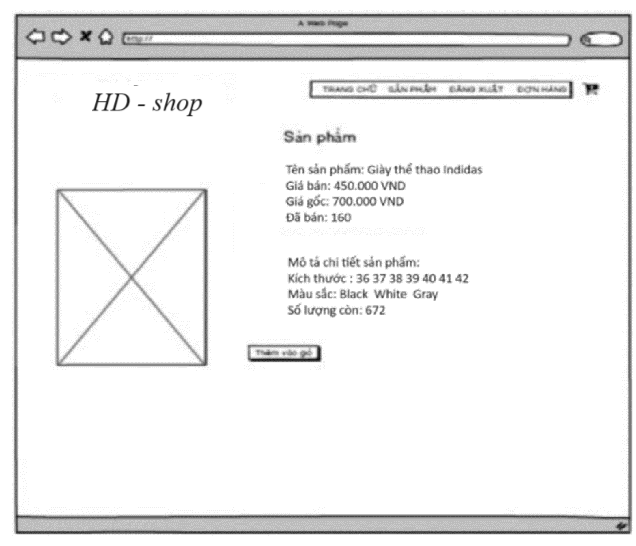 A Web Page
http://
HD - shop
TRANG CHỦ SẢN PHẨM ĐĂNG XUẤT ĐƠN HÀNG
Sản phẩm
Tên sản phẩm: Giày thể thao Indidas
Giá bán: 450.000 VND
Giá gốc: 700.000 VND
Đã bán: 160
Mô tả chi tiết sản phẩm:
Kích thước : 36 37 38 39 40 41 42
Màu sắc: Black White Gray
Số lượng còn: 672
Thêm vào giỏ